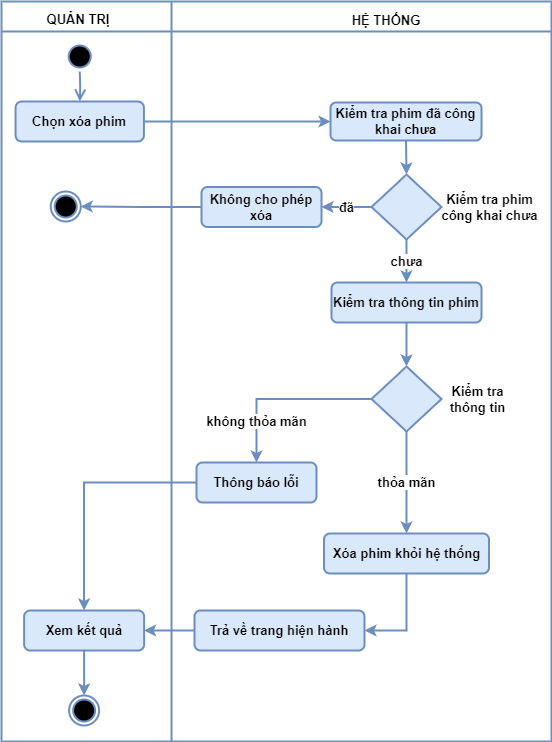 QUẢN TRỊ
HỆ THỐNG
Chọn xóa phim
Kiểm tra phim đã công
khai chưa
Kiểm tra phim
công khai chưa
đã
Không cho phép
xóa
chưa
Kiểm tra thông tin phim
Kiểm tra
thông tin
không thỏa mãn
Thông báo lỗi
thỏa mãn
Xóa phim khỏi hệ thống
Xem kết quả
Trả về trang hiện hành